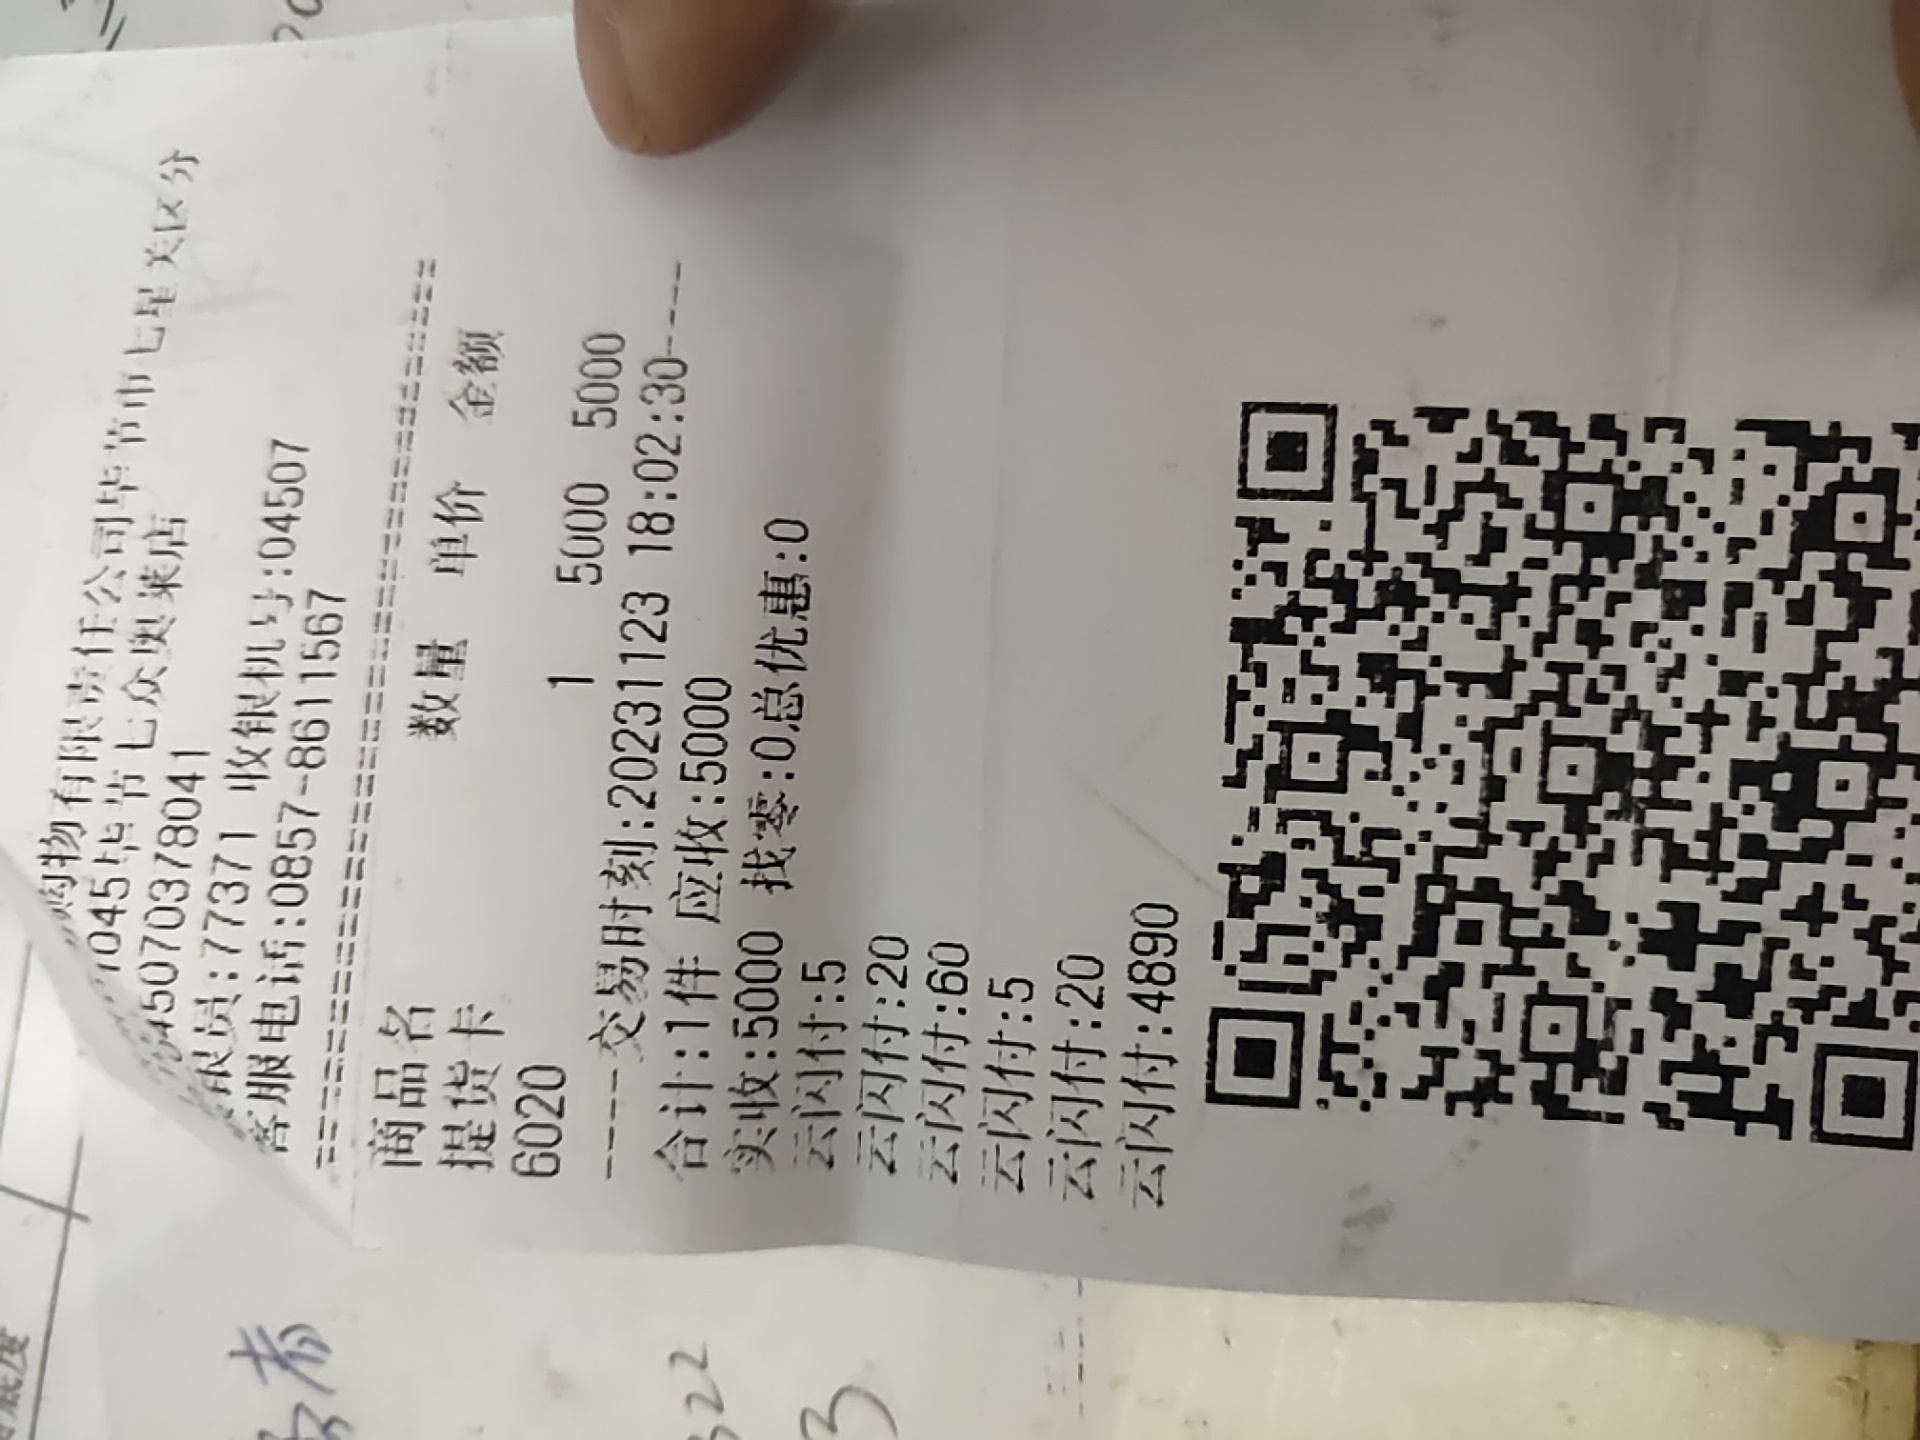 购物有限责任公司毕节市七星关区分
7045毕节七众奥莱店
0450703780­41
银员:77371 收银机号:04507
客服电话:0857-8611567
================================
商品名 数量 单价 金额
提货卡
6020 1 5000 5000
----交易时刻:20231123 18:02:30----
合计:1件 应收:5000
实收:5000 找零:0总优惠:0
云闪付:5
云闪付:20
云闪付:60
云闪付:5
云闪付:20
云闪付:4890
322
3